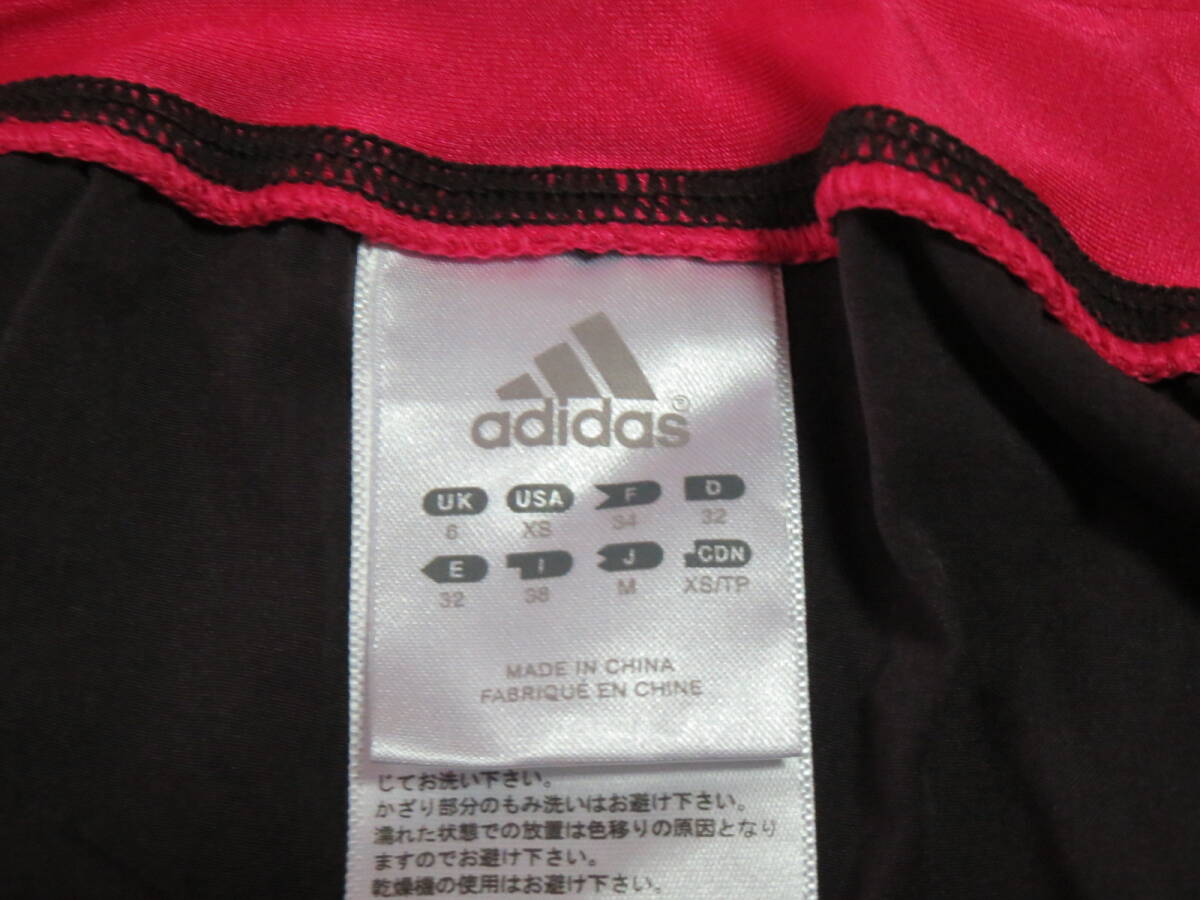 adidas®
UK USA F D
6 XS 34 32
E I J CDN
32 38 M XS/TP
MADE IN CHINA
FABRIQUÉ EN CHINE
じてお洗い下さい。
かざり部分のもみ洗いはお避け下さい。
濡れた状態での放置は色移りの原因となり
ますのでお避け下さい。
乾燥機の使用はお避け下さい。